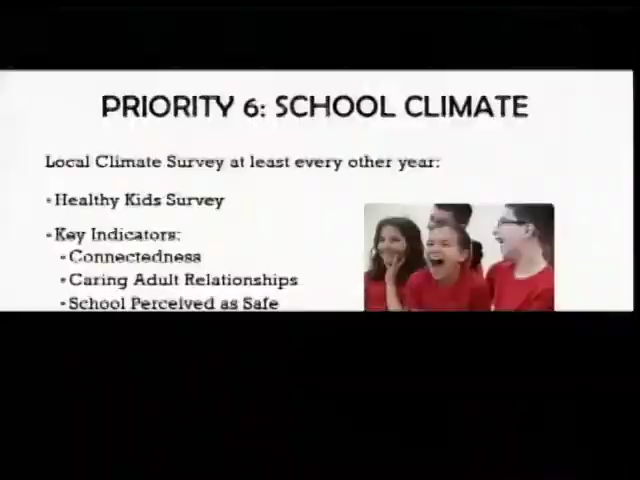 PRIORITY 6: SCHOOL CLIMATE
Local Climate Survey at least every other year:
• Healthy Kids Survey
• Key Indicators:
• Connectedness
• Caring Adult Relationships
• School Perceived as Safe